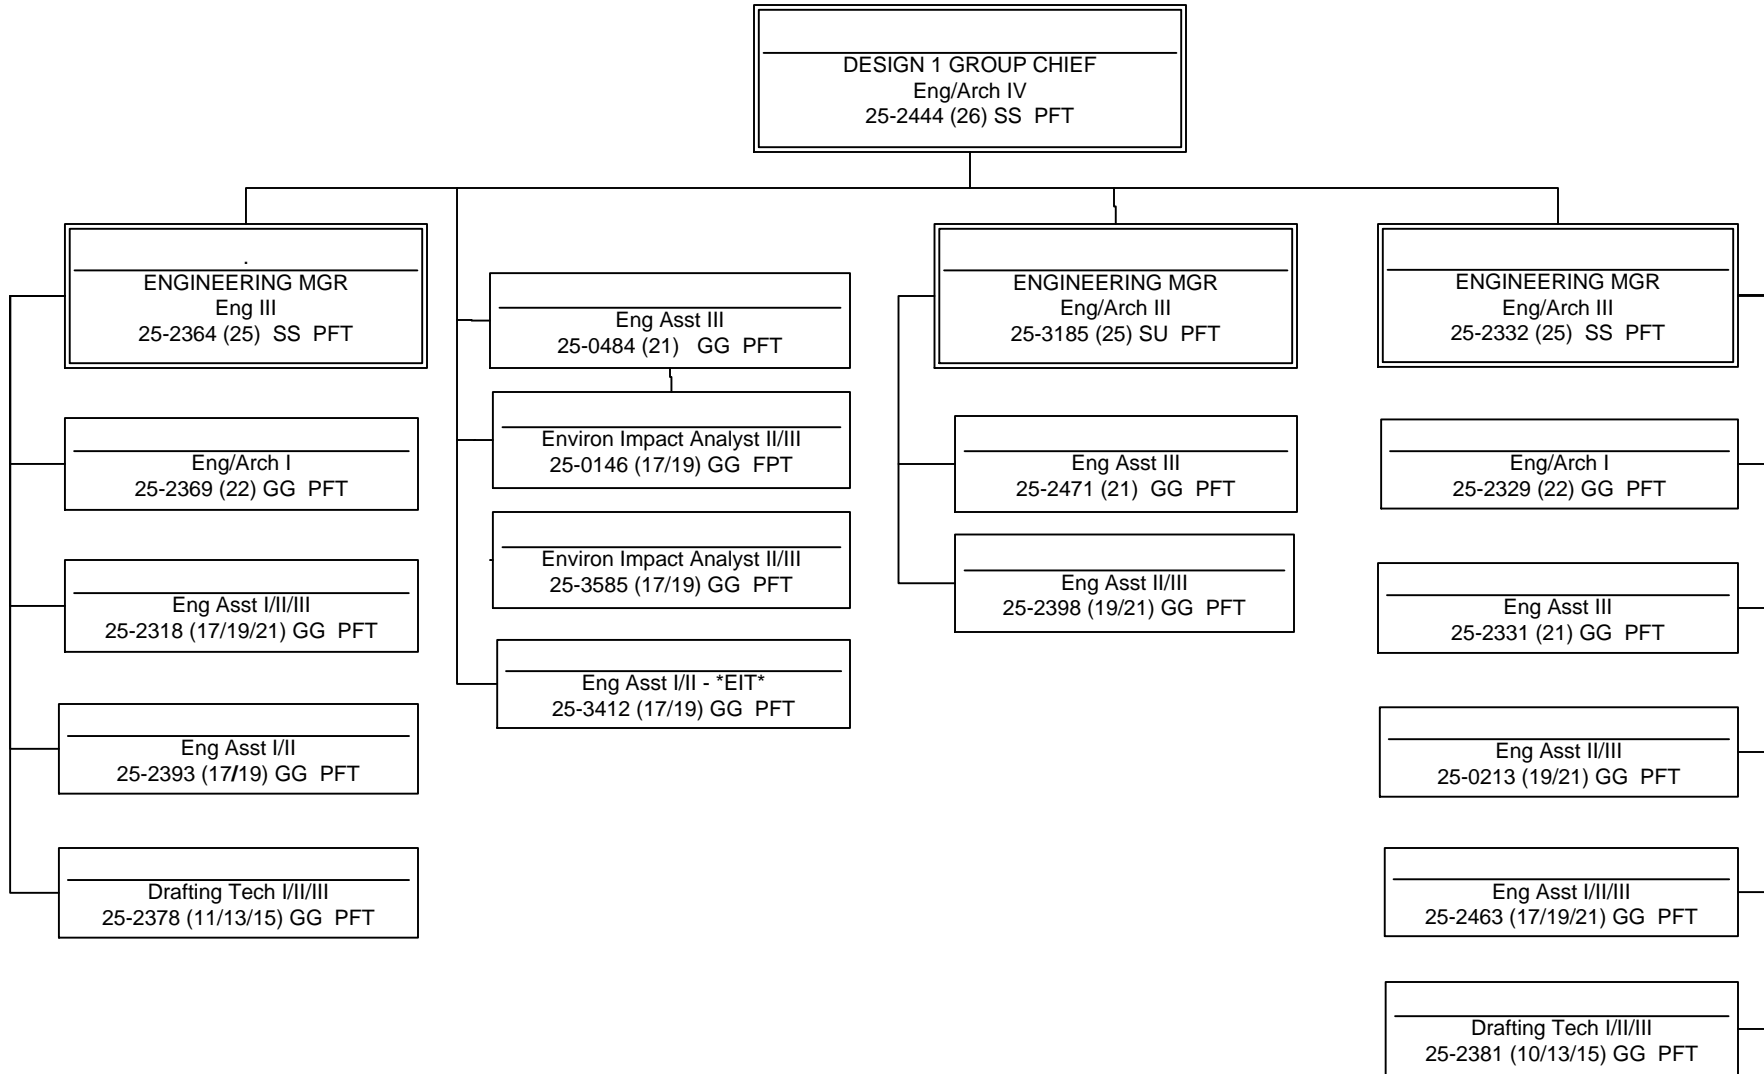 DESIGN 1 GROUP CHIEF
Eng/Arch IV
25-2444 (26) SS PFT
.
ENGINEERING MGR
Eng III
25-2364 (25) SS PFT
Eng/Arch I
25-2369 (22) GG PFT
Eng Asst I/II/III
25-2318 (17/19/21) GG PFT
Eng Asst I/II
25-2393 (17/19) GG PFT
Drafting Tech I/II/III
25-2378 (11/13/15) GG PFT
Eng Asst III
25-0484 (21) GG PFT
Environ Impact Analyst II/III
25-0146 (17/19) GG FPT
Environ Impact Analyst II/III
25-3585 (17/19) GG PFT
Eng Asst I/II - *EIT*
25-3412 (17/19) GG PFT
ENGINEERING MGR
Eng/Arch III
25-3185 (25) SU PFT
Eng Asst III
25-2471 (21) GG PFT
Eng Asst II/III
25-2398 (19/21) GG PFT
ENGINEERING MGR
Eng/Arch III
25-2332 (25) SS PFT
Eng/Arch I
25-2329 (22) GG PFT
Eng Asst III
25-2331 (21) GG PFT
Eng Asst II/III
25-0213 (19/21) GG PFT
Eng Asst I/II/III
25-2463 (17/19/21) GG PFT
Drafting Tech I/II/III
25-2381 (10/13/15) GG PFT